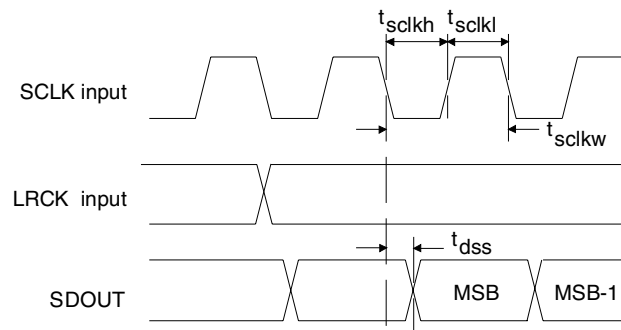 tsclkh
tsclkl
SCLK input
tsclkw
LRCK input
tdss
SDOUT
MSB
MSB-1